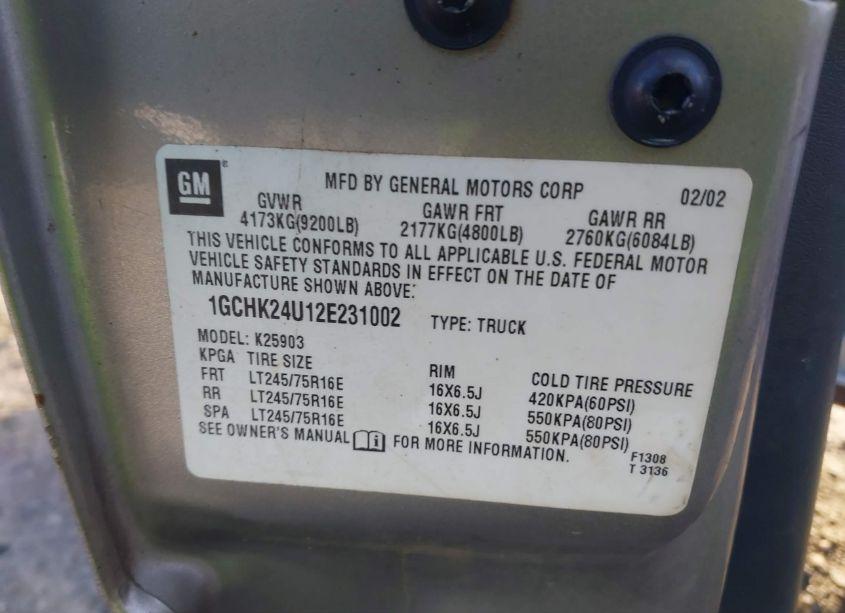 GM ®
MFD BY GENERAL MOTORS CORP 02/02
GVWR GAWR FRT GAWR RR
4173KG(9200LB) 2177KG(4800LB) 2760KG(6084LB)
THIS VEHICLE CONFORMS TO ALL APPLICABLE U.S. FEDERAL MOTOR
VEHICLE SAFETY STANDARDS IN EFFECT ON THE DATE OF
MANUFACTURE SHOWN ABOVE:
1GCHK24U12E231002 TYPE: TRUCK
MODEL: K25903
KPGA TIRE SIZE RIM COLD TIRE PRESSURE
FRT LT245/75R16E 16X6.5J 420KPA(60PSI)
RR LT245/75R16E 16X6.5J 550KPA(80PSI)
SPA LT245/75R16E 16X6.5J 550KPA(80PSI)
SEE OWNER'S MANUAL i FOR MORE INFORMATION.
F1308
T 3136